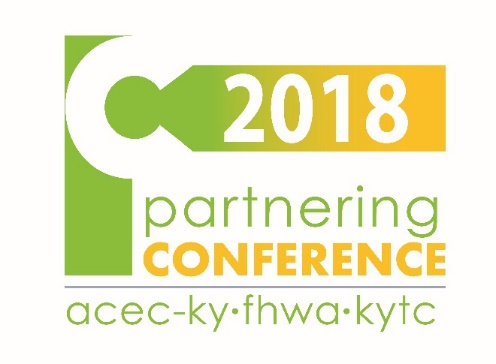 2018
partnering
CONFERENCE
acec-ky•fhwa•kytc